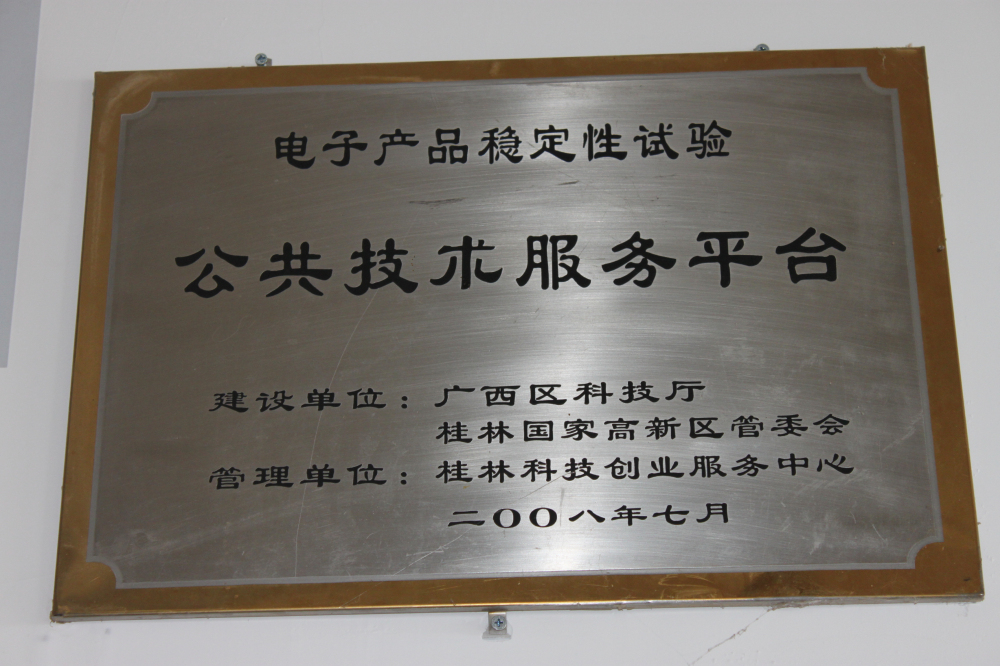 电子产品稳定性试验
公共技术服务平台
建设单位：广西区科技厅
桂林国家高新区管委会
管理单位：桂林科技创业服务中心
二〇〇八年七月